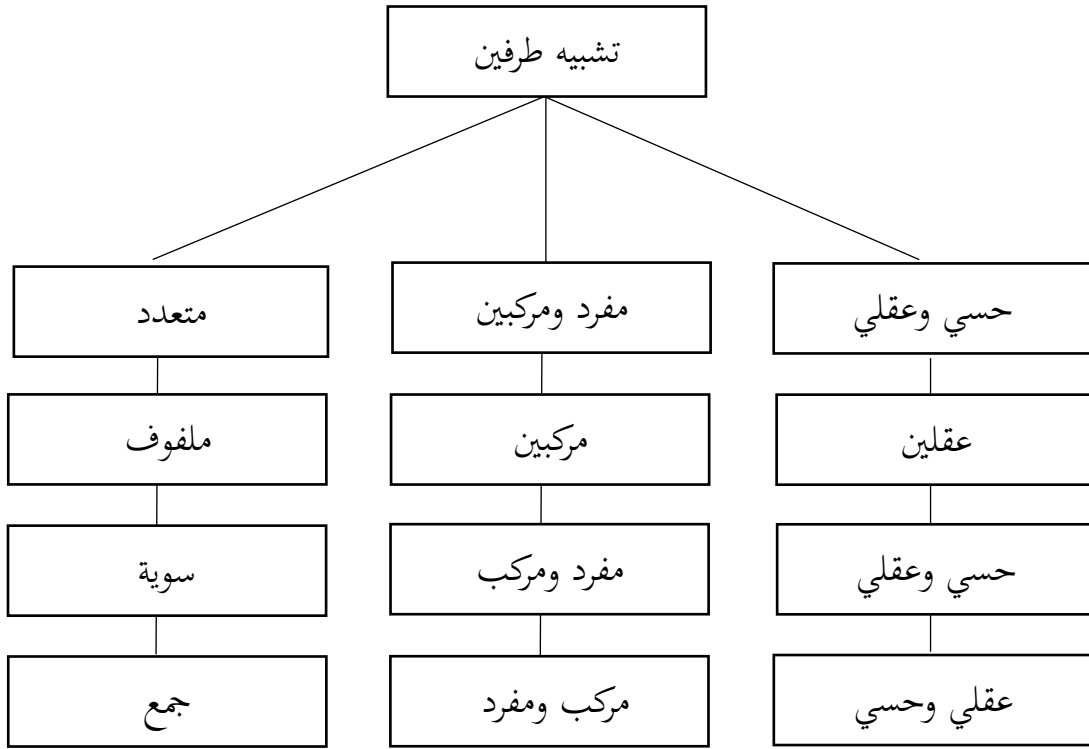 تشبيه طرفين
حسي وعقلي
مفرد ومركبين
متعدد
عقلين
مركبين
ملفوف
حسي وعقلي
مفرد ومركب
سوية
عقلي وحسي
مركب ومفرد
جمع